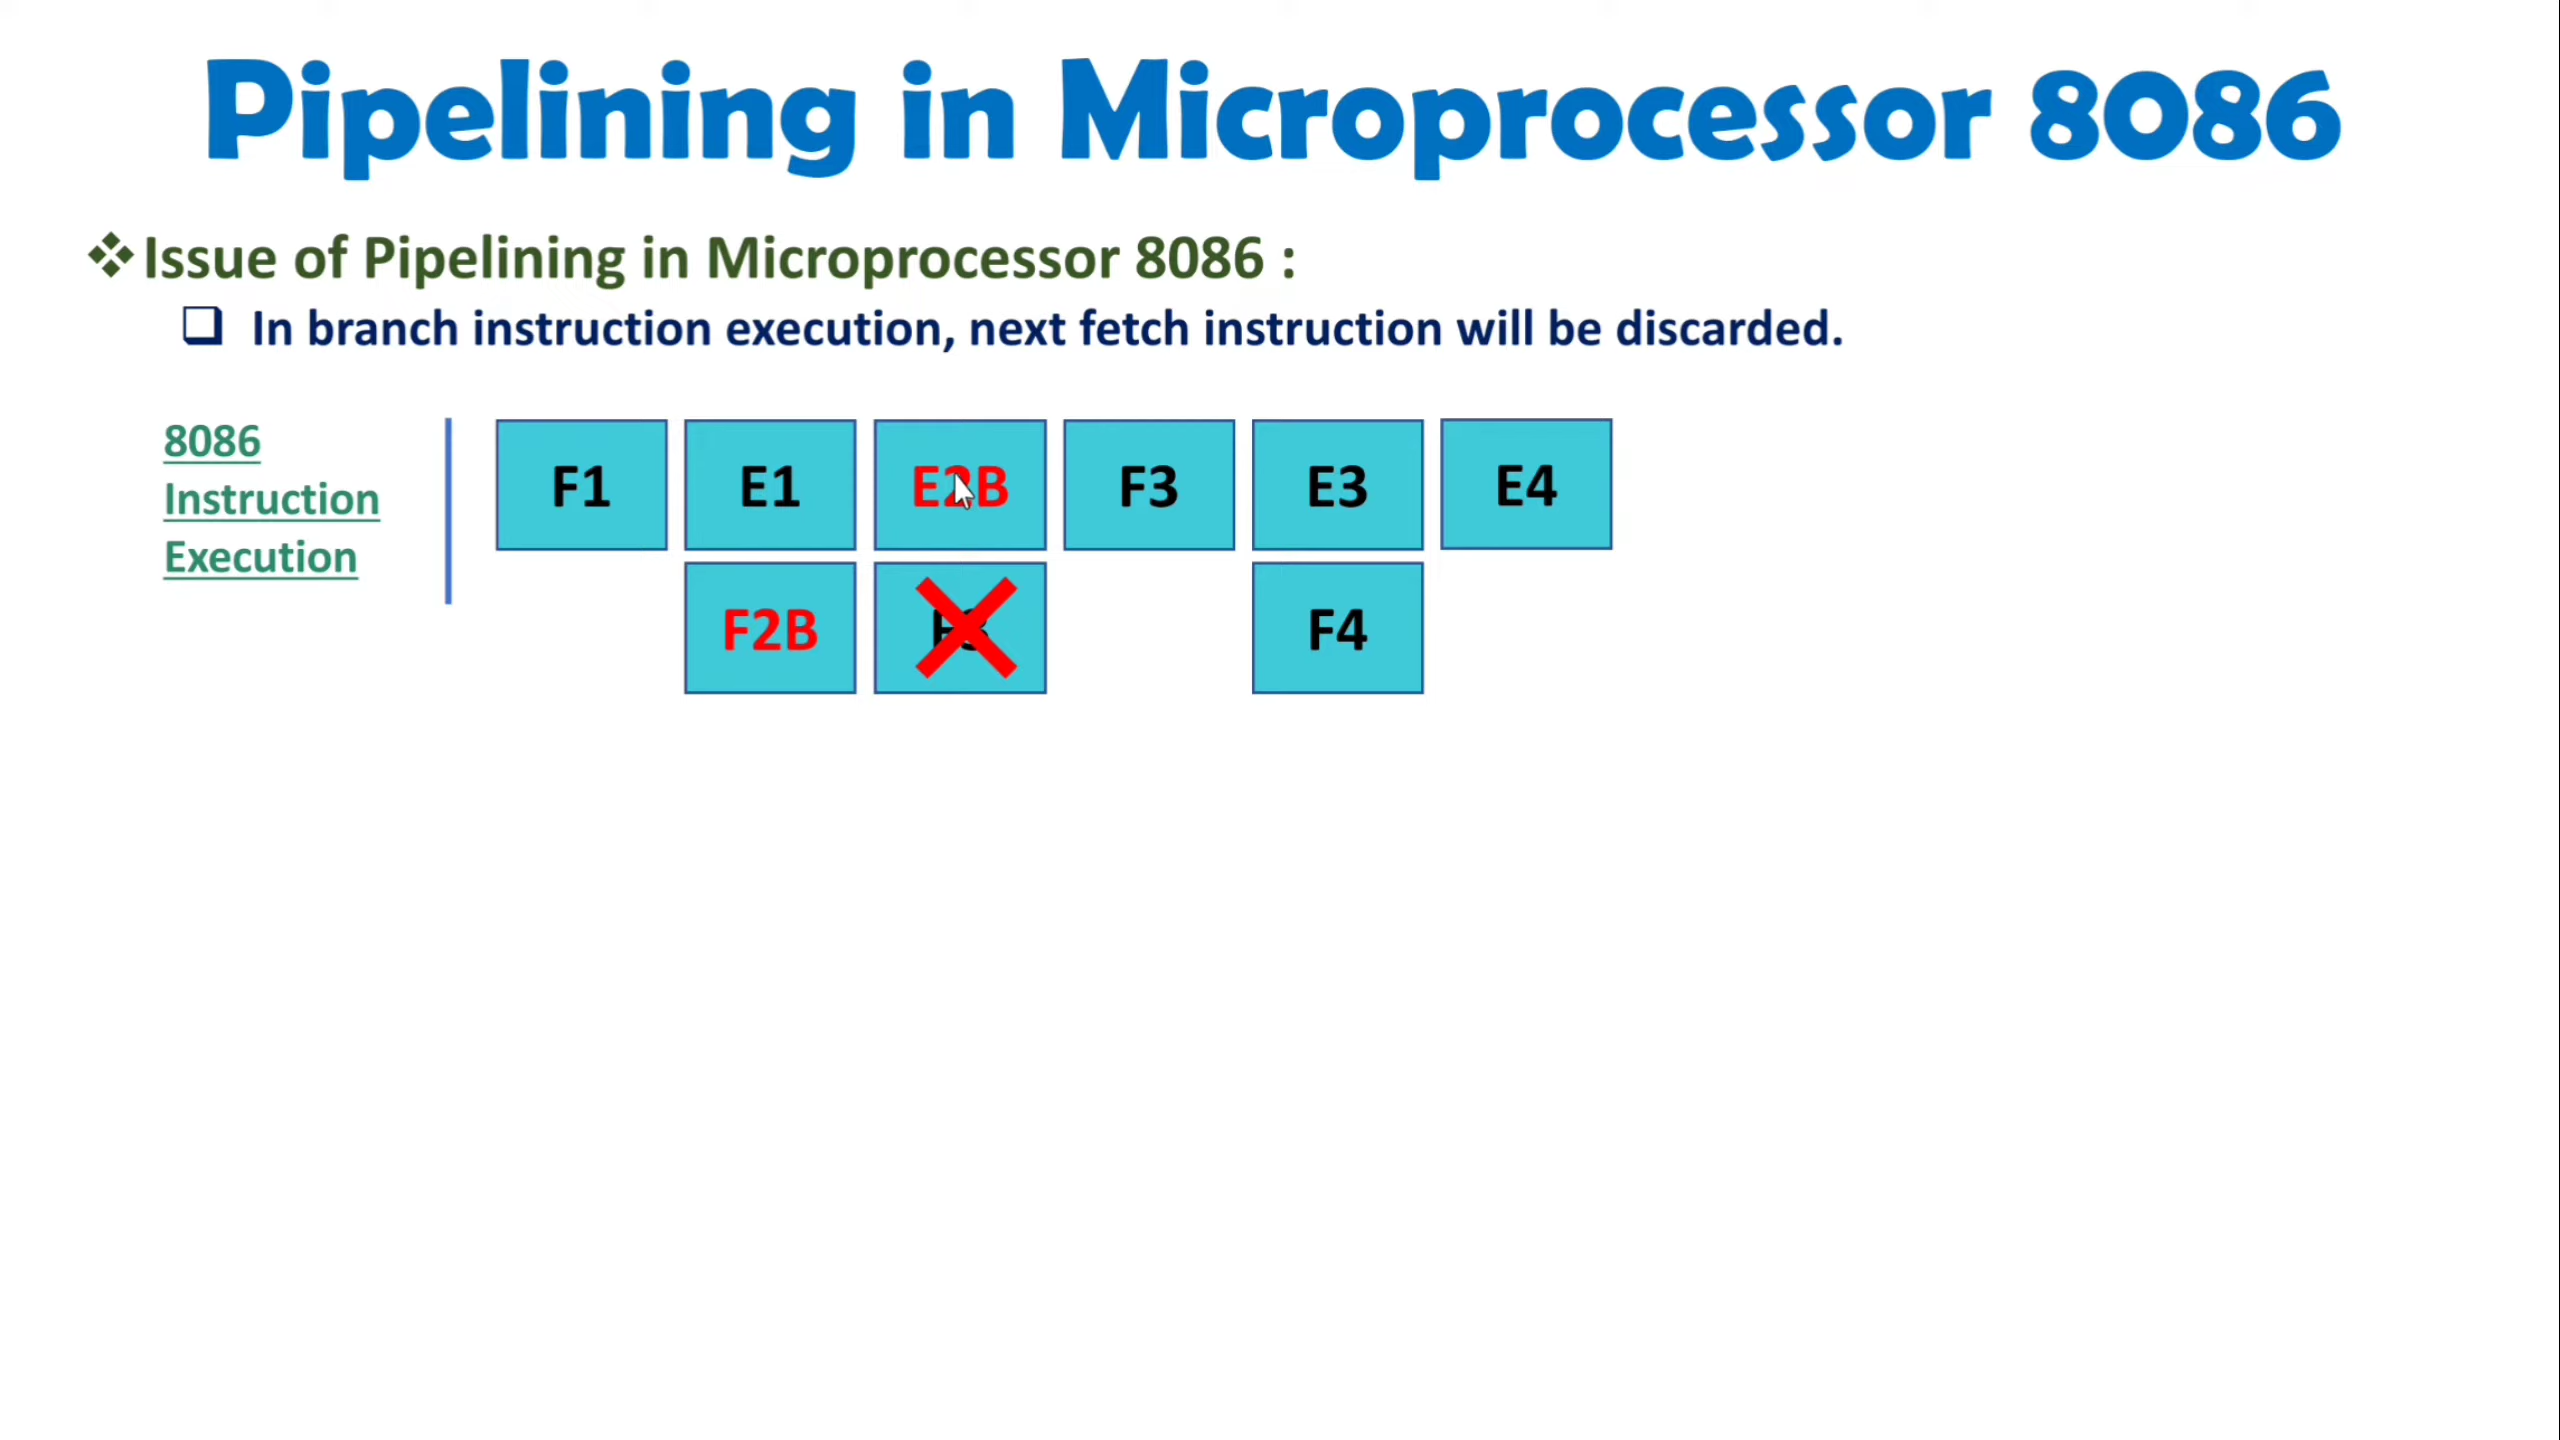 Pipelining in Microprocessor 8086
Issue of Pipelining in Microprocessor 8086 :
In branch instruction execution, next fetch instruction will be discarded.
8086
Instruction
Execution
F1 E1 E2B F3 E3 E4
F2B F3 F4